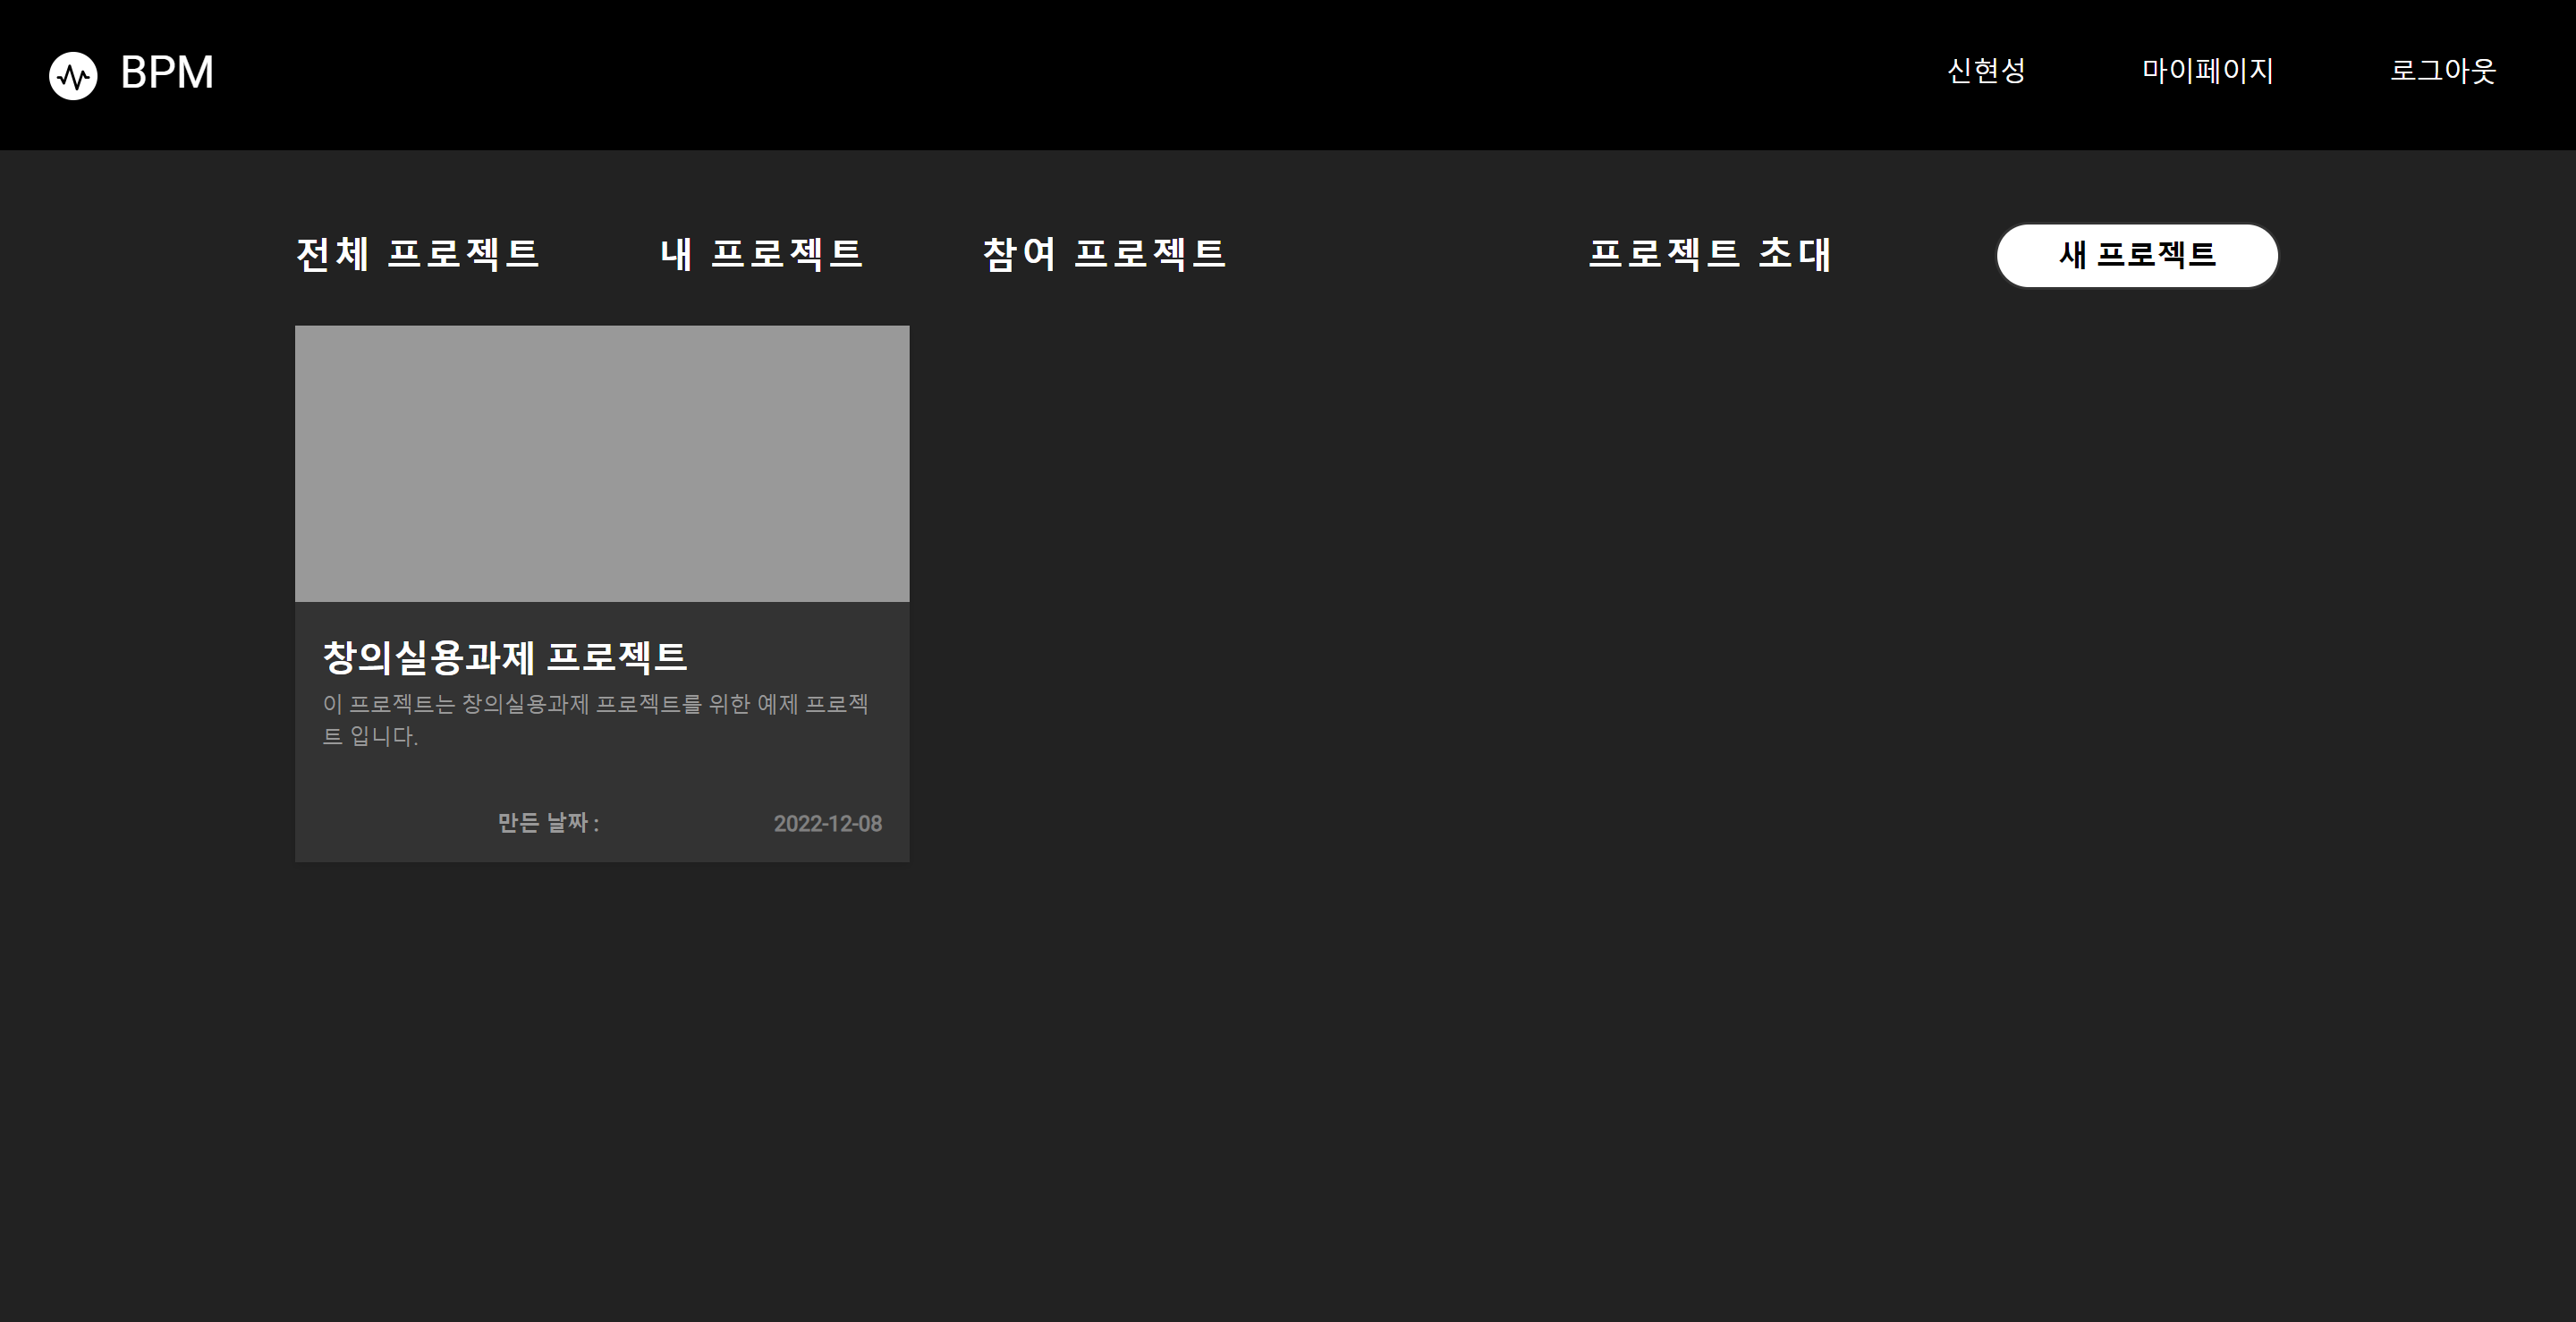 BPM
신현성
마이페이지
로그아웃
전체 프로젝트
내 프로젝트
참여 프로젝트
프로젝트 초대
새 프로젝트
창의실용과제 프로젝트
이 프로젝트는 창의실용과제 프로젝트를 위한 예제 프로젝
트 입니다.
만든 날짜 :
2022-12-08